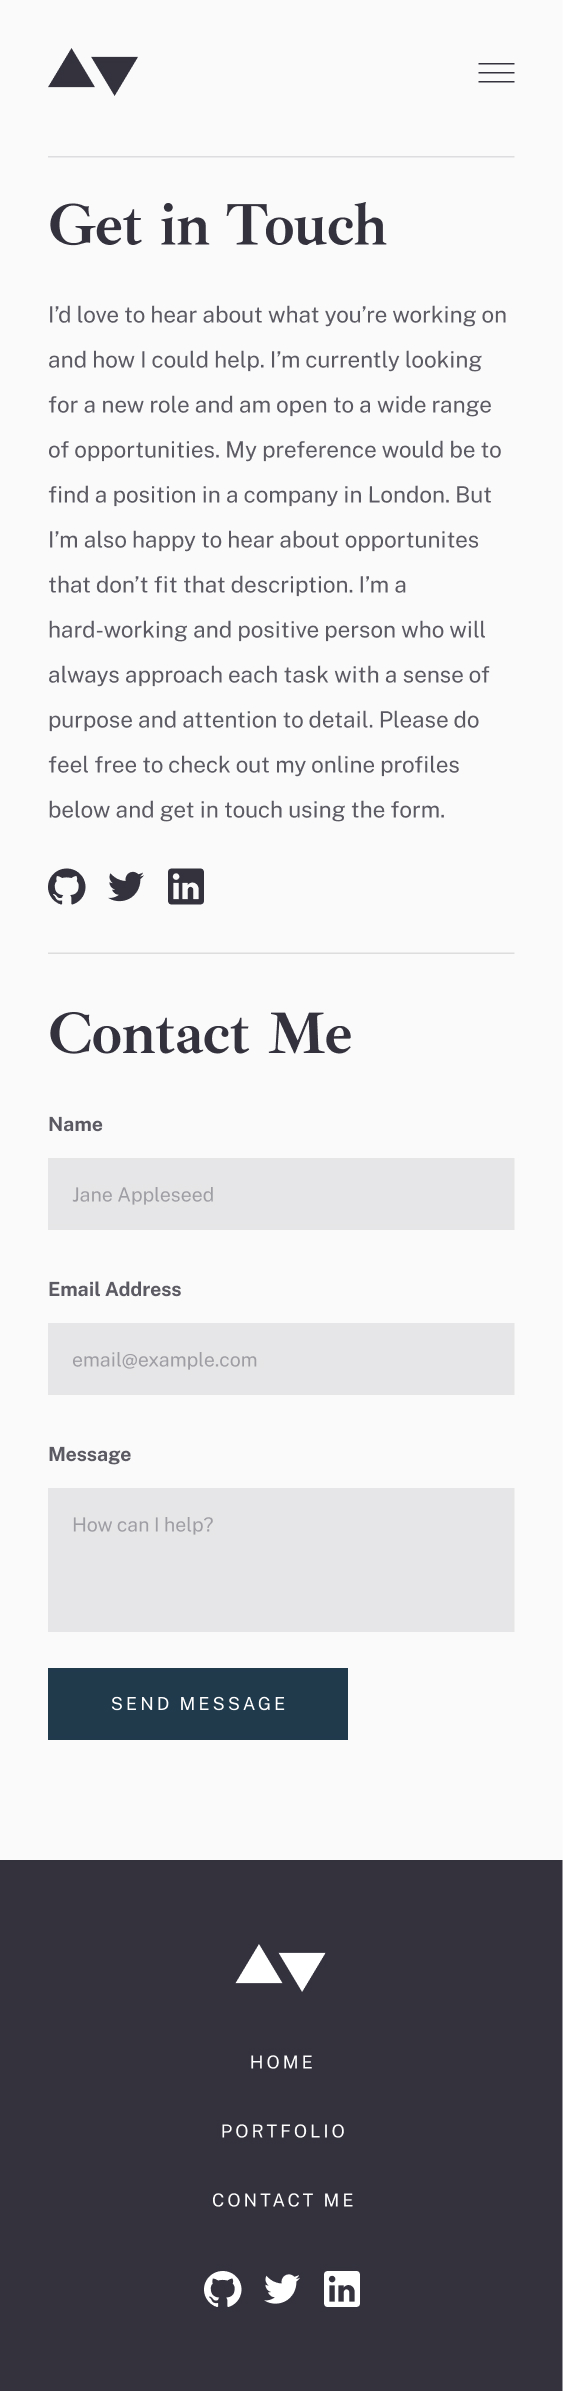 Get in Touch
I’d love to hear about what you’re working on
and how I could help. I’m currently looking
for a new role and am open to a wide range
of opportunities. My preference would be to
find a position in a company in London. But
I’m also happy to hear about opportunites
that don’t fit that description. I’m a
hard-working and positive person who will
always approach each task with a sense of
purpose and attention to detail. Please do
feel free to check out my online profiles
below and get in touch using the form.
in
Contact Me
Name
Jane Appleseed
Email Address
email@example.com
Message
How can I help?
SEND MESSAGE
HOME
PORTFOLIO
CONTACT ME
in